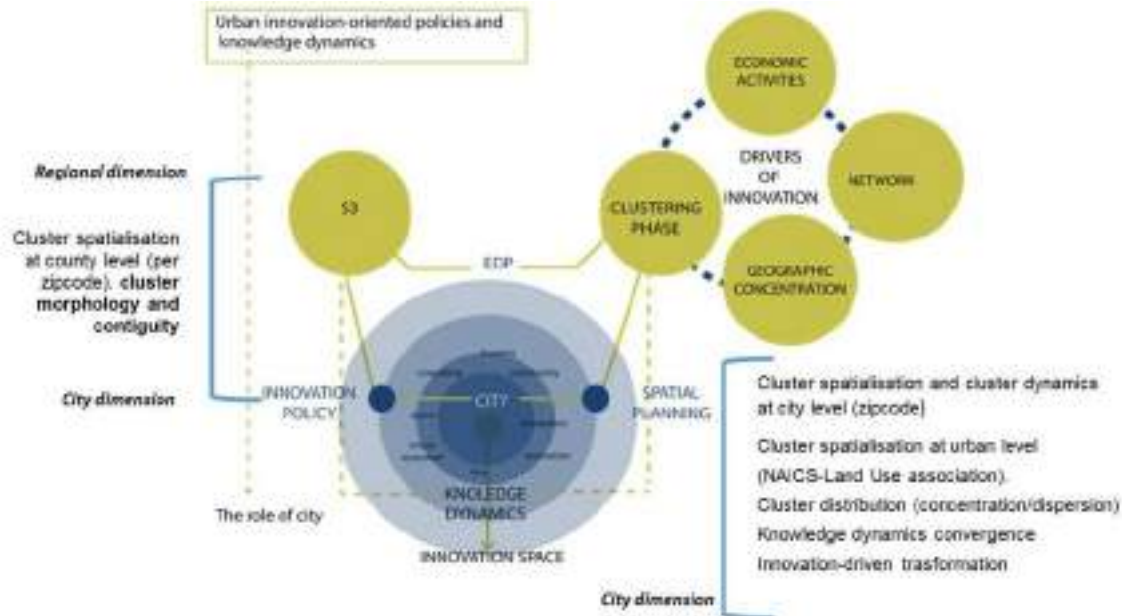 Urban innovation-oriented policies and
knowledge dynamics
ECONOMIC
ACTIVITIES
Regional dimension
DRIVERS
OF
INNOVATION
NETWORK
S3
CLUSTERING
PHASE
Cluster spatialisation
at county level (per
zipcode), cluster
morphology and
contiguity
EDP
GEOGRAPHIC
CONCENTRATION
City dimension
INNOVATION
POLICY
CITY
SPATIAL
PLANNING
Cluster spatialisation and cluster dynamics
at city level (zipcode)
Cluster spatialisation at urban level
(NAICS-Land Use association).
Cluster distribution (concentration/dispersion)
Knowledge dynamics convergence
Innovation-driven trasformation
The role of city
KNOLEDGE
DYNAMICS
INNOVATION SPACE
City dimension